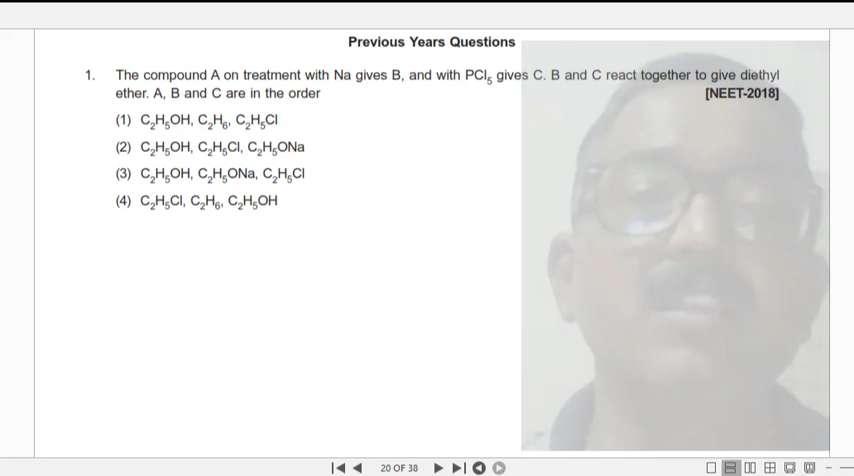 Previous Years Questions
1. The compound A on treatment with Na gives B, and with PCl₅ gives C. B and C react together to give diethyl
ether. A, B and C are in the order [NEET-2018]
(1) C₂H₅OH, C₂H₆, C₂H₅Cl
(2) C₂H₅OH, C₂H₅Cl, C₂H₅ONa
(3) C₂H₅OH, C₂H₅ONa, C₂H₅Cl
(4) C₂H₅Cl, C₂H₆, C₂H₅OH
20 OF 38